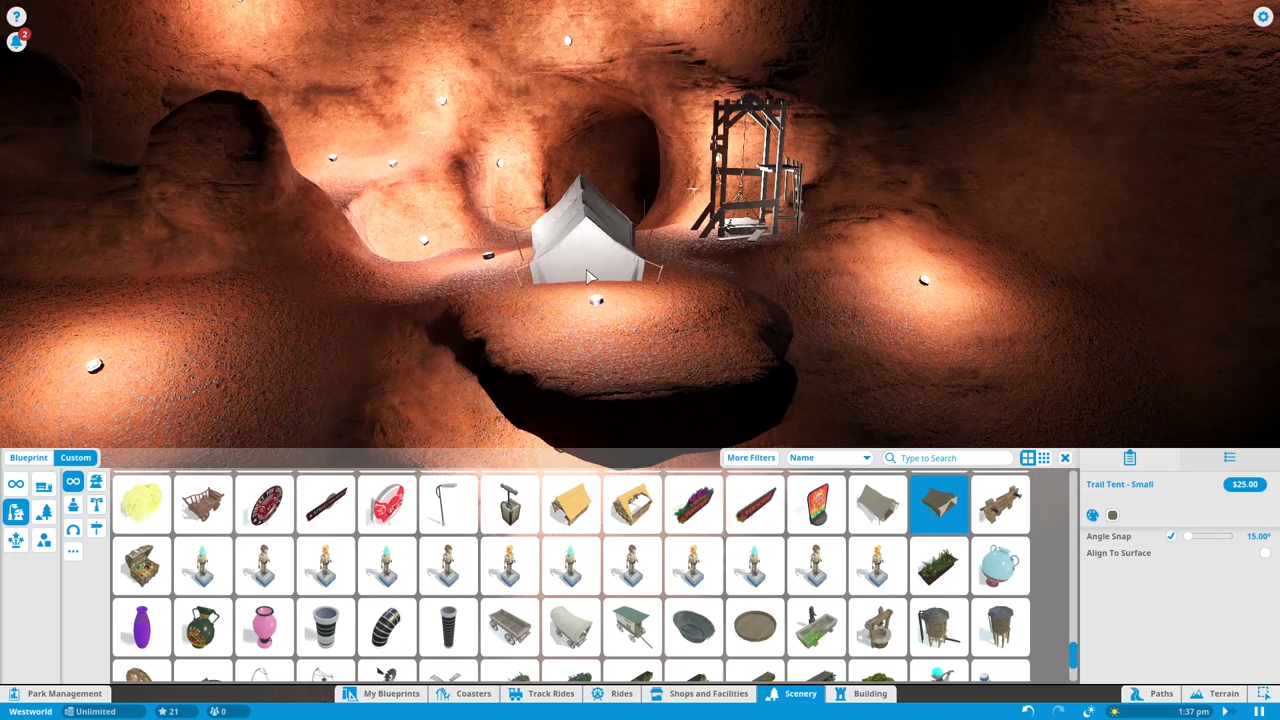 ?
2
Blueprint Custom More Filters Name Type to Search
Trail Tent - Small $25.00
Angle Snap 15.00°
Align To Surface
Park Management My Blueprints Coasters Track Rides Rides Shops and Facilities Scenery Building Paths Terrain
Westworld Unlimited 21 0 1:37 pm